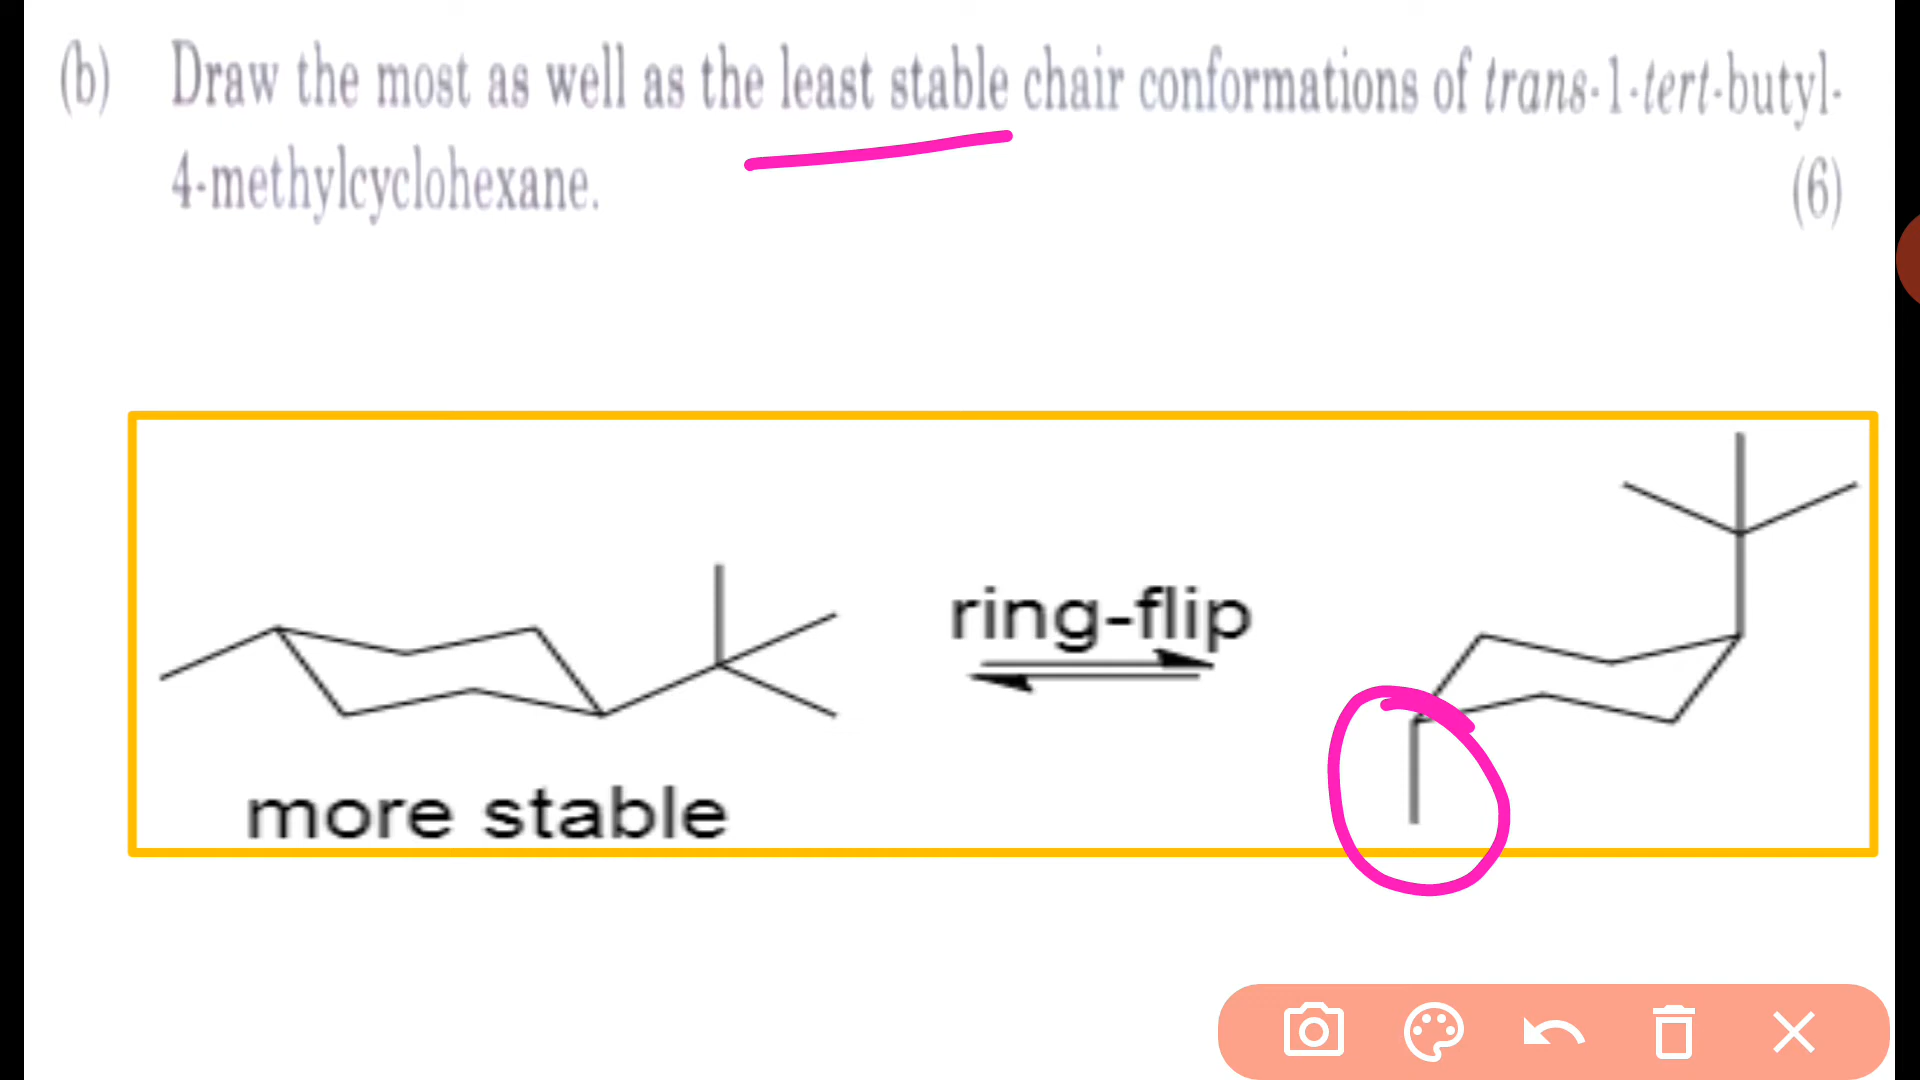 (b) Draw the most as well as the least stable chair conformations of trans-1-tert-butyl-
4-methylcyclohexane. (6)
ring-flip
more stable